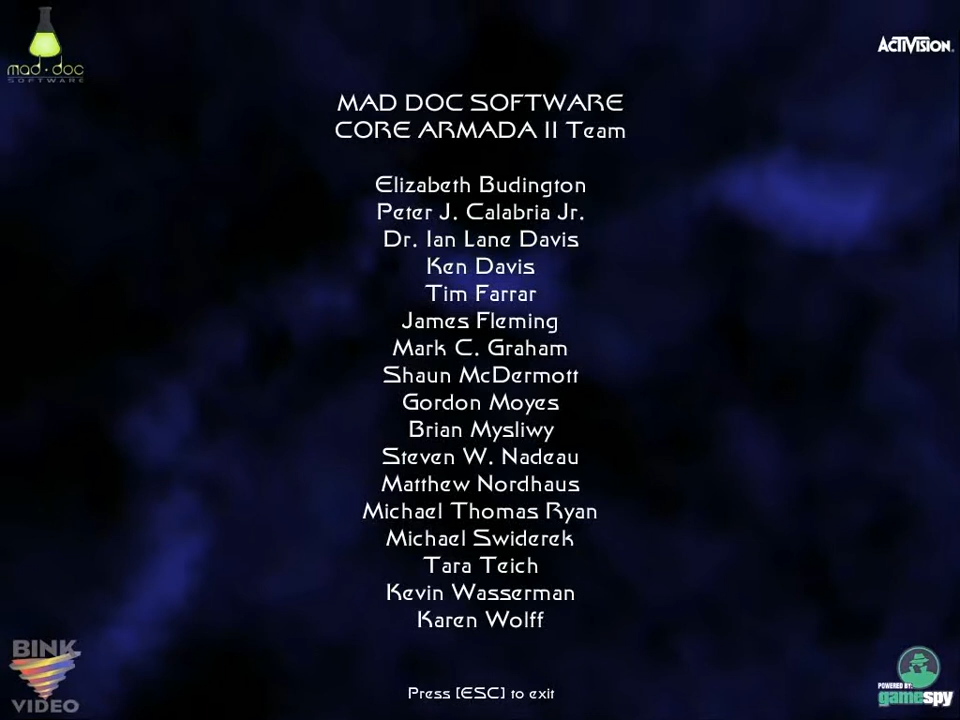 mad·doc
SOFTWARE
ACTIVISION®
MAD DOC SOFTWARE
CORE ARMADA II Team
Elizabeth Budington
Peter J. Calabria Jr.
Dr. Ian Lane Davis
Ken Davis
Tim Farrar
James Fleming
Mark C. Graham
Shaun McDermott
Gordon Moyes
Brian Mysliwy
Steven W. Nadeau
Matthew Nordhaus
Michael Thomas Ryan
Michael Swiderek
Tara Teich
Kevin Wasserman
Karen Wolff
BINK
VIDEO
Press [ESC] to exit
POWERED BY:
gamespy